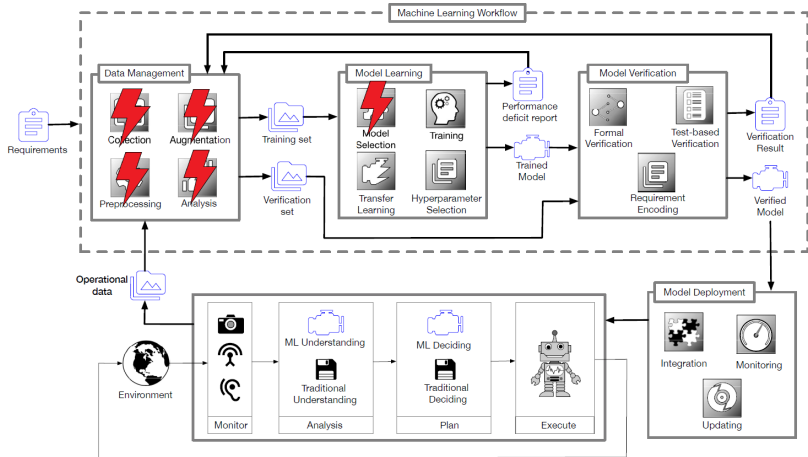 Machine Learning Workflow
Data Management
Collection
Augmentation
Preprocessing
Analysis
Requirements
Training set
Verification
set
Model Learning
Model
Selection
Training
Transfer
Learning
Hyperparameter
Selection
Performance
deficit report
Trained
Model
Model Verification
Formal
Verification
Test-based
Verification
Requirement
Encoding
Verification
Result
Verified
Model
Operational
data
Environment
Monitor
ML Understanding
Traditional
Understanding
Analysis
ML Deciding
Traditional
Deciding
Plan
Execute
Model Deployment
Integration
Monitoring
Updating